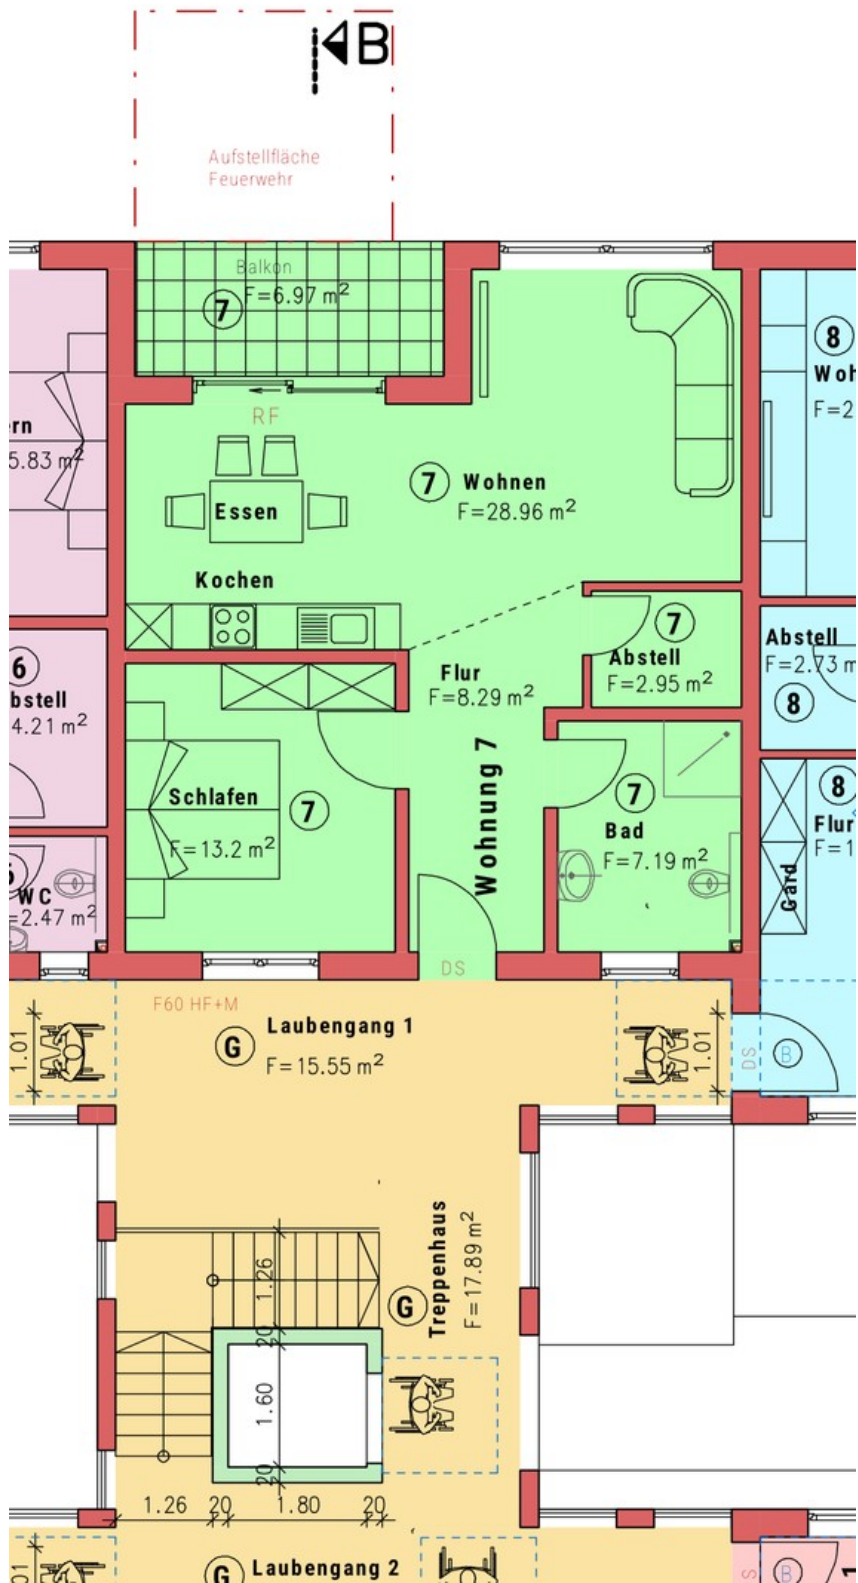 B
Aufstellfläche
Feuerwehr
Balkon
F=6.97 m²
7
RF
Essen
Kochen
7 Wohnen
F=28.96 m²
8
F=2
5.83 m²
6
4.21 m²
7
Abstell
F=2.95 m²
Abstell
F=2.73 m
8
Flur
F=8.29 m²
Wohnung 7
Schlafen
7
F=13.2 m²
7
Bad
F=7.19 m²
8
Flur
F=1
Gard
WC
=2.47 m²
DS
F60 HF+M
G Laubengang 1
F=15.55 m²
1.01
1.01
DS
B
Treppenhaus
F=17.89 m²
G
1.26
20
1.60
20
1.26 20 1.80 20
G Laubengang 2
B